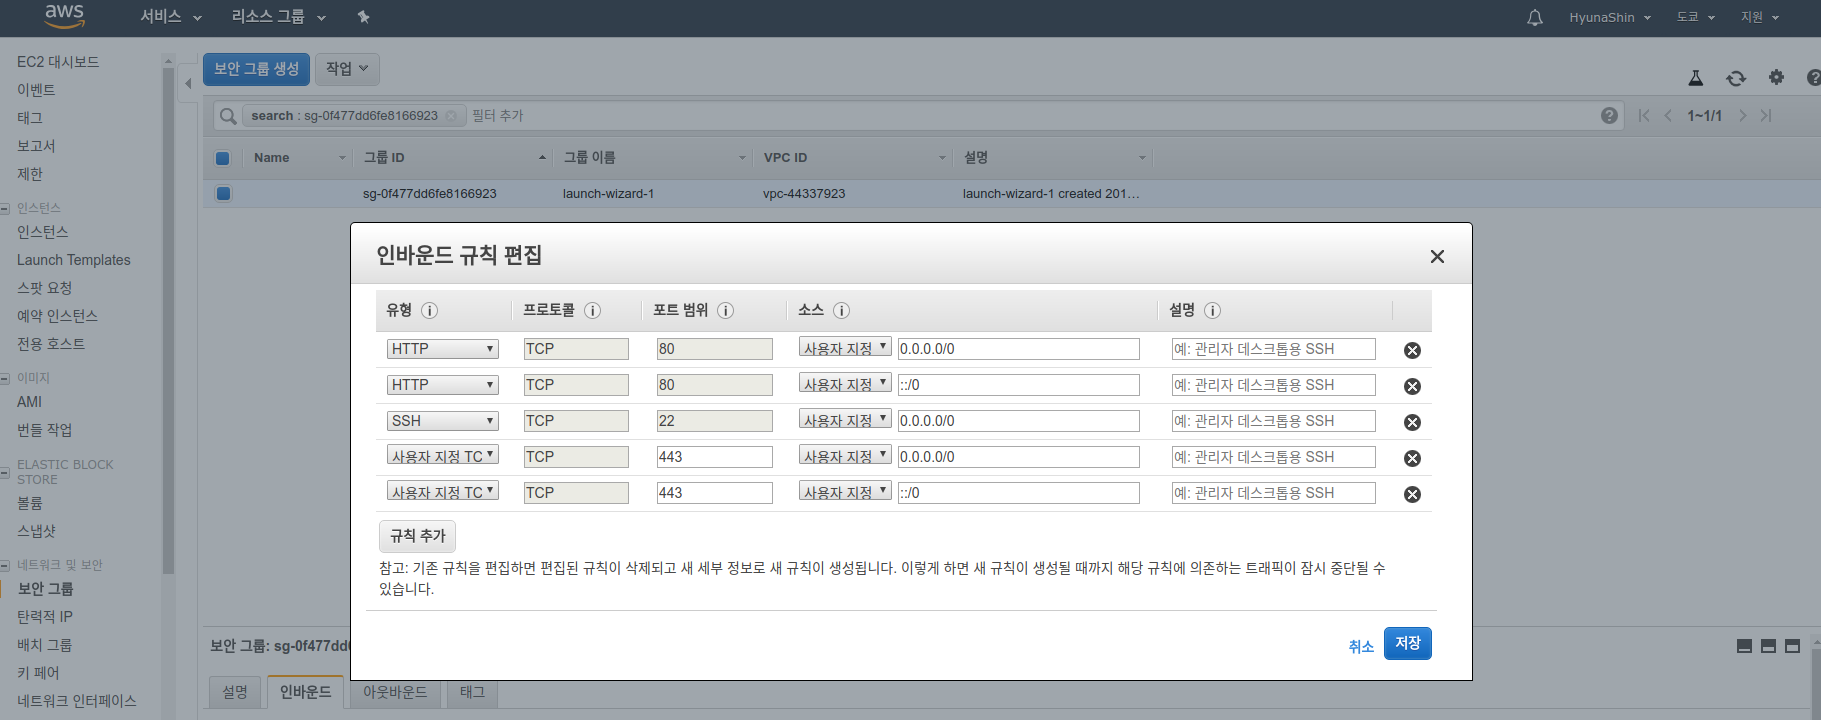 aws 서비스 리소스 그룹 HyunaShin 도쿄 지원
EC2 대시보드
이벤트
태그
보고서
제한
인스턴스
인스턴스
Launch Templates
스팟 요청
예약 인스턴스
전용 호스트
이미지
AMI
번들 작업
ELASTIC BLOCK
STORE
볼륨
스냅샷
네트워크 및 보안
보안 그룹
탄력적 IP
배치 그룹
키 페어
네트워크 인터페이스
보안 그룹 생성 작업
search : sg-0f477dd6fe8166923 필터 추가 1~1/1
Name 그룹 ID 그룹 이름 VPC ID 설명
sg-0f477dd6fe8166923 launch-wizard-1 vpc-44337923 launch-wizard-1 created 201…
인바운드 규칙 편집
유형 프로토콜 포트 범위 소스 설명
HTTP TCP 80 사용자 지정 0.0.0.0/0 예: 관리자 데스크톱용 SSH
HTTP TCP 80 사용자 지정 ::/0 예: 관리자 데스크톱용 SSH
SSH TCP 22 사용자 지정 0.0.0.0/0 예: 관리자 데스크톱용 SSH
사용자 지정 TC TCP 443 사용자 지정 0.0.0.0/0 예: 관리자 데스크톱용 SSH
사용자 지정 TC TCP 443 사용자 지정 ::/0 예: 관리자 데스크톱용 SSH
규칙 추가
참고: 기존 규칙을 편집하면 편집된 규칙이 삭제되고 새 세부 정보로 새 규칙이 생성됩니다. 이렇게 하면 새 규칙이 생성될 때까지 해당 규칙에 의존하는 트래픽이 잠시 중단될 수
있습니다.
취소 저장
보안 그룹: sg-0f477dd6
설명 인바운드 아웃바운드 태그